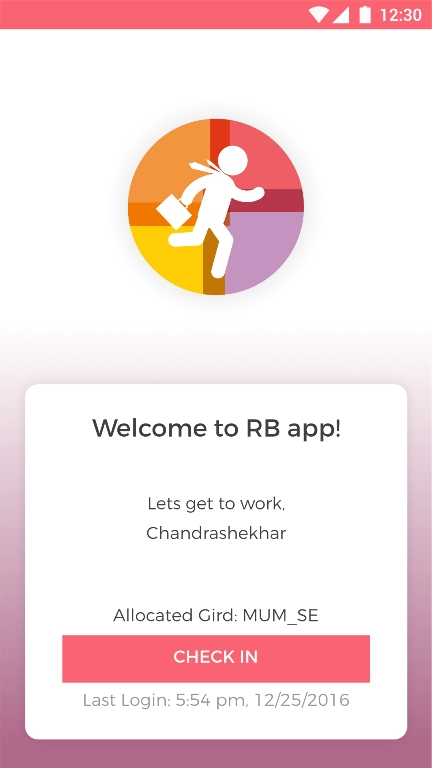 12:30
Welcome to RB app!
Lets get to work,
Chandrashekhar
Allocated Gird: MUM_SE
CHECK IN
Last Login: 5:54 pm, 12/25/2016